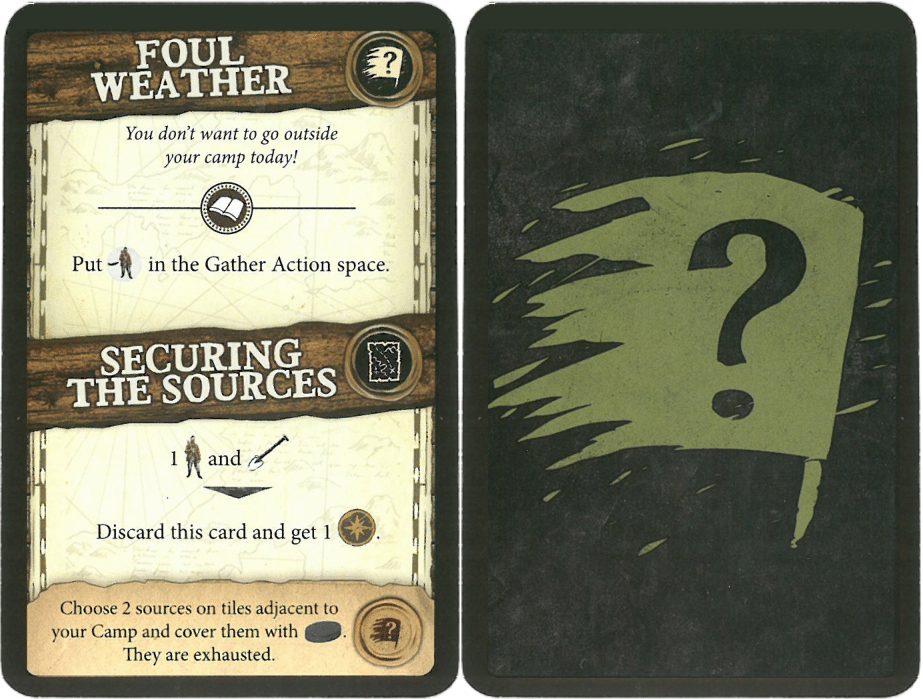 FOUL
WEATHER
?
You don't want to go outside
your camp today!
Put in the Gather Action space.
SECURING
THE SOURCES
1 and
Discard this card and get 1 .
Choose 2 sources on tiles adjacent to
your Camp and cover them with .
They are exhausted.
?
?